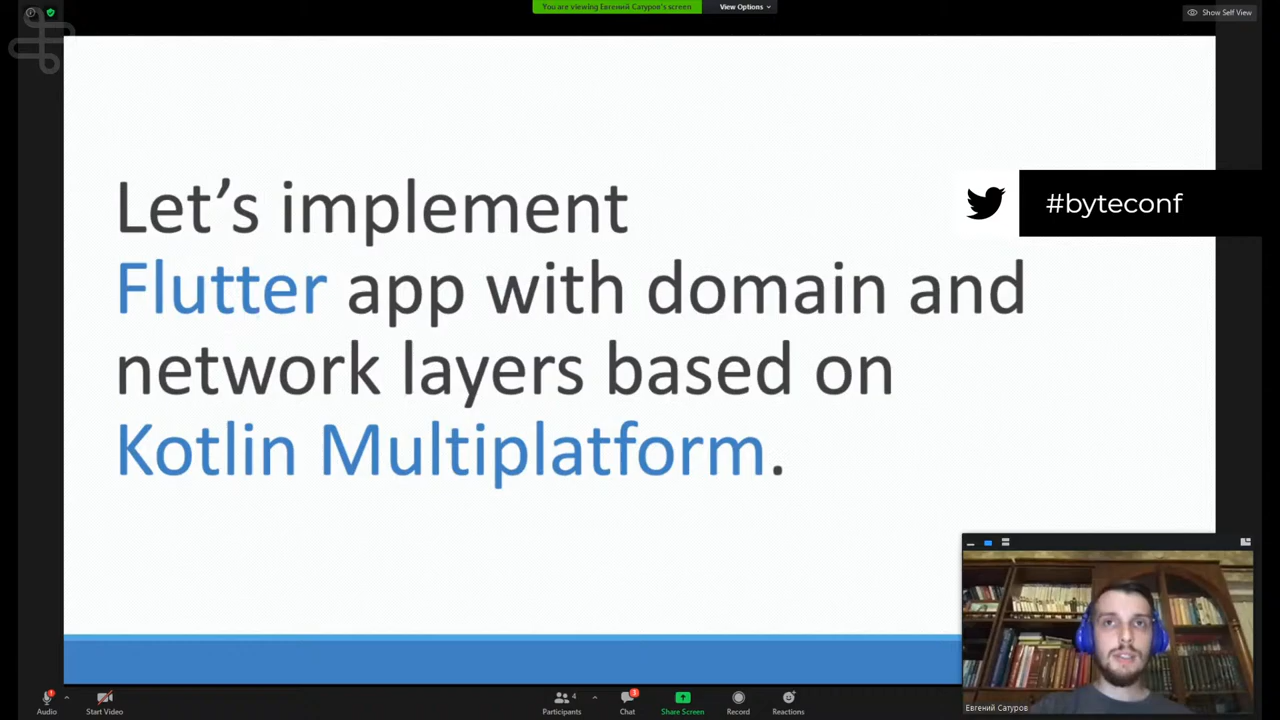 You are viewing Евгений Сатуров's screen
View Options
Show Self View
Let's implement
Flutter app with domain and
network layers based on
Kotlin Multiplatform.
#byteconf
Евгений Сатуров
Audio
Start Video
Participants
4
Chat
3
Share Screen
Record
Reactions